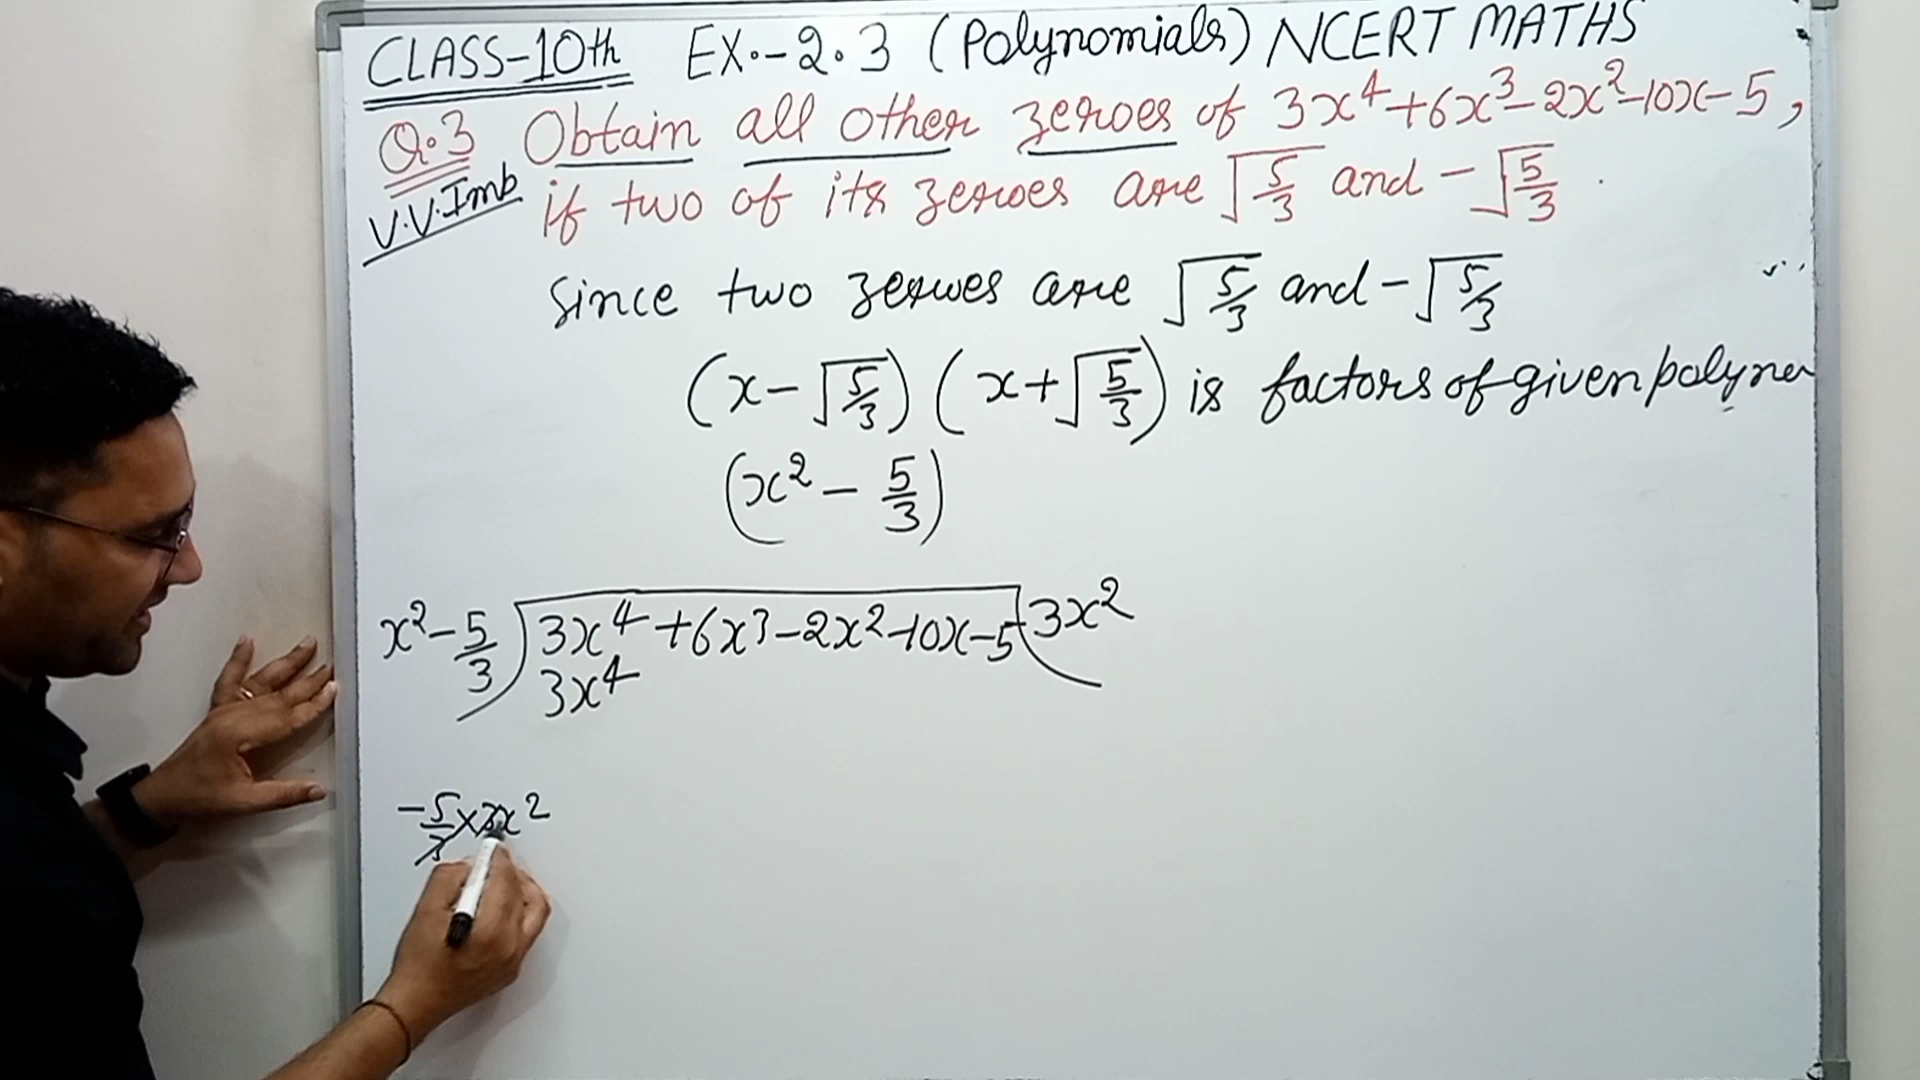 CLASS-10th EX.-2.3 (Polynomials) NCERT MATHS
Q.3 Obtain all other zeroes of 3x⁴+6x³-2x²-10x-5,
V.V.Imb if two of its zeroes are √5/3 and -√5/3.
Since two zeroes are √5/3 and -√5/3
(x-√5/3) (x+√5/3) is factors of given polyno
(x² - 5/3)
x²-5/3 ) 3x⁴+6x³-2x²-10x-5 ( 3x²
3x⁴
-5/3×3x²